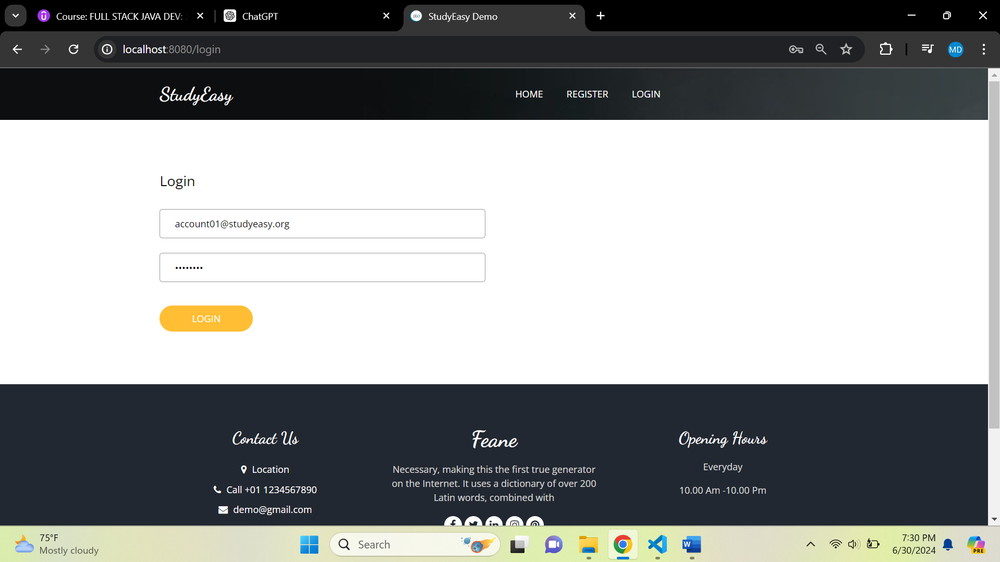 Course: FULL STACK JAVA DEV:
ChatGPT
StudyEasy Demo
localhost:8080/login
MD
StudyEasy
HOME
REGISTER
LOGIN
Login
account01@studyeasy.org
••••••••
LOGIN
Contact Us
Location
Call +01 1234567890
demo@gmail.com
Feane
Necessary, making this the first true generator
on the Internet. It uses a dictionary of over 200
Latin words, combined with
Opening Hours
Everyday
10.00 Am -10.00 Pm
75°F
Mostly cloudy
Search
7:30 PM
6/30/2024
PRE